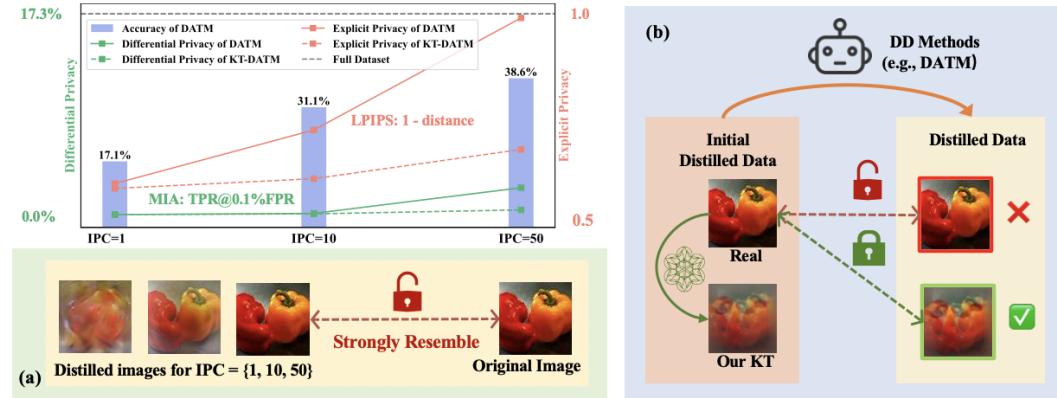 17.3%
Accuracy of DATM
Differential Privacy of DATM
Differential Privacy of KT-DATM
Explicit Privacy of DATM
Explicit Privacy of KT-DATM
Full Dataset
1.0
Differential Privacy
Explicit Privacy
38.6%
31.1%
17.1%
LPIPS: 1 - distance
MIA: TPR@0.1%FPR
0.0%
0.5
IPC=1
IPC=10
IPC=50
Strongly Resemble
Distilled images for IPC = {1, 10, 50}
Original Image
(a)
(b)
DD Methods
(e.g., DATM)
Initial
Distilled Data
Distilled Data
Real
Our KT